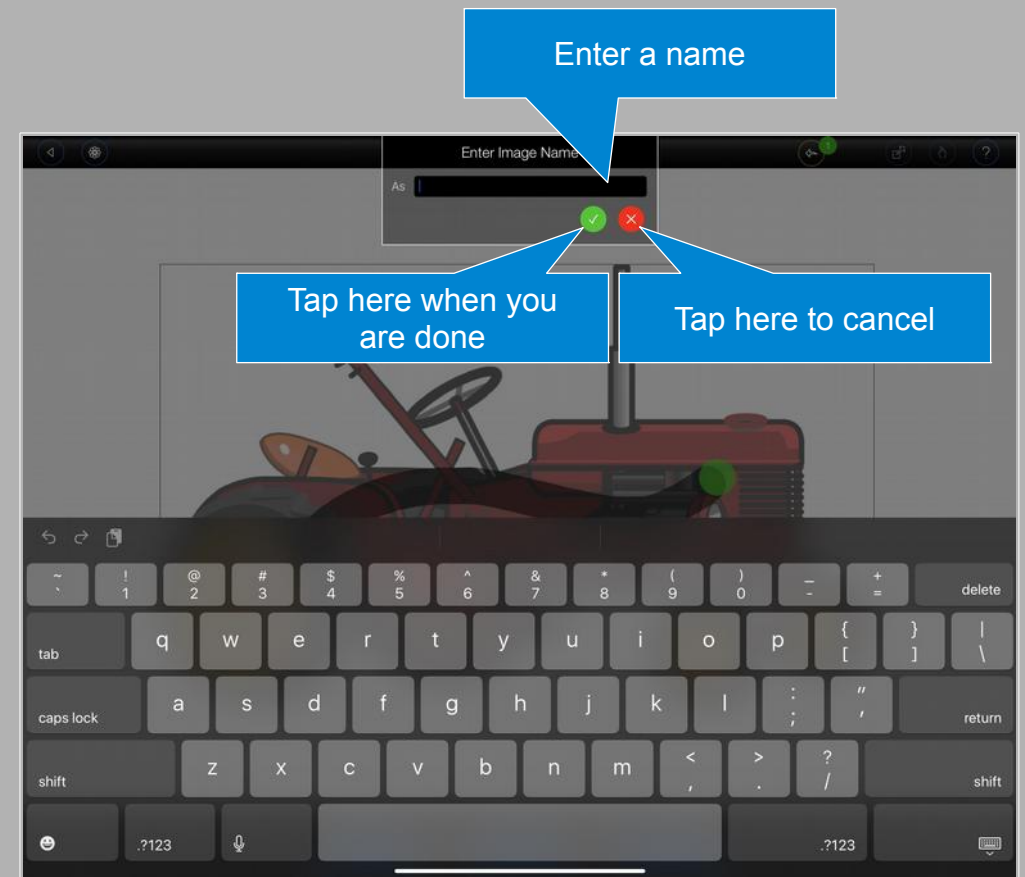 Enter a name
Enter Image Name
1
?
As
Tap here when you
are done
Tap here to cancel
~ ! @ # $ % ^ & * ( ) _ +
` 1 2 3 4 5 6 7 8 9 0 - = delete
tab q w e r t y u i o p { [ } ] | \
caps lock a s d f g h j k l : ; " ' return
shift z x c v b n m < , > . ? / shift
.?123 .?123